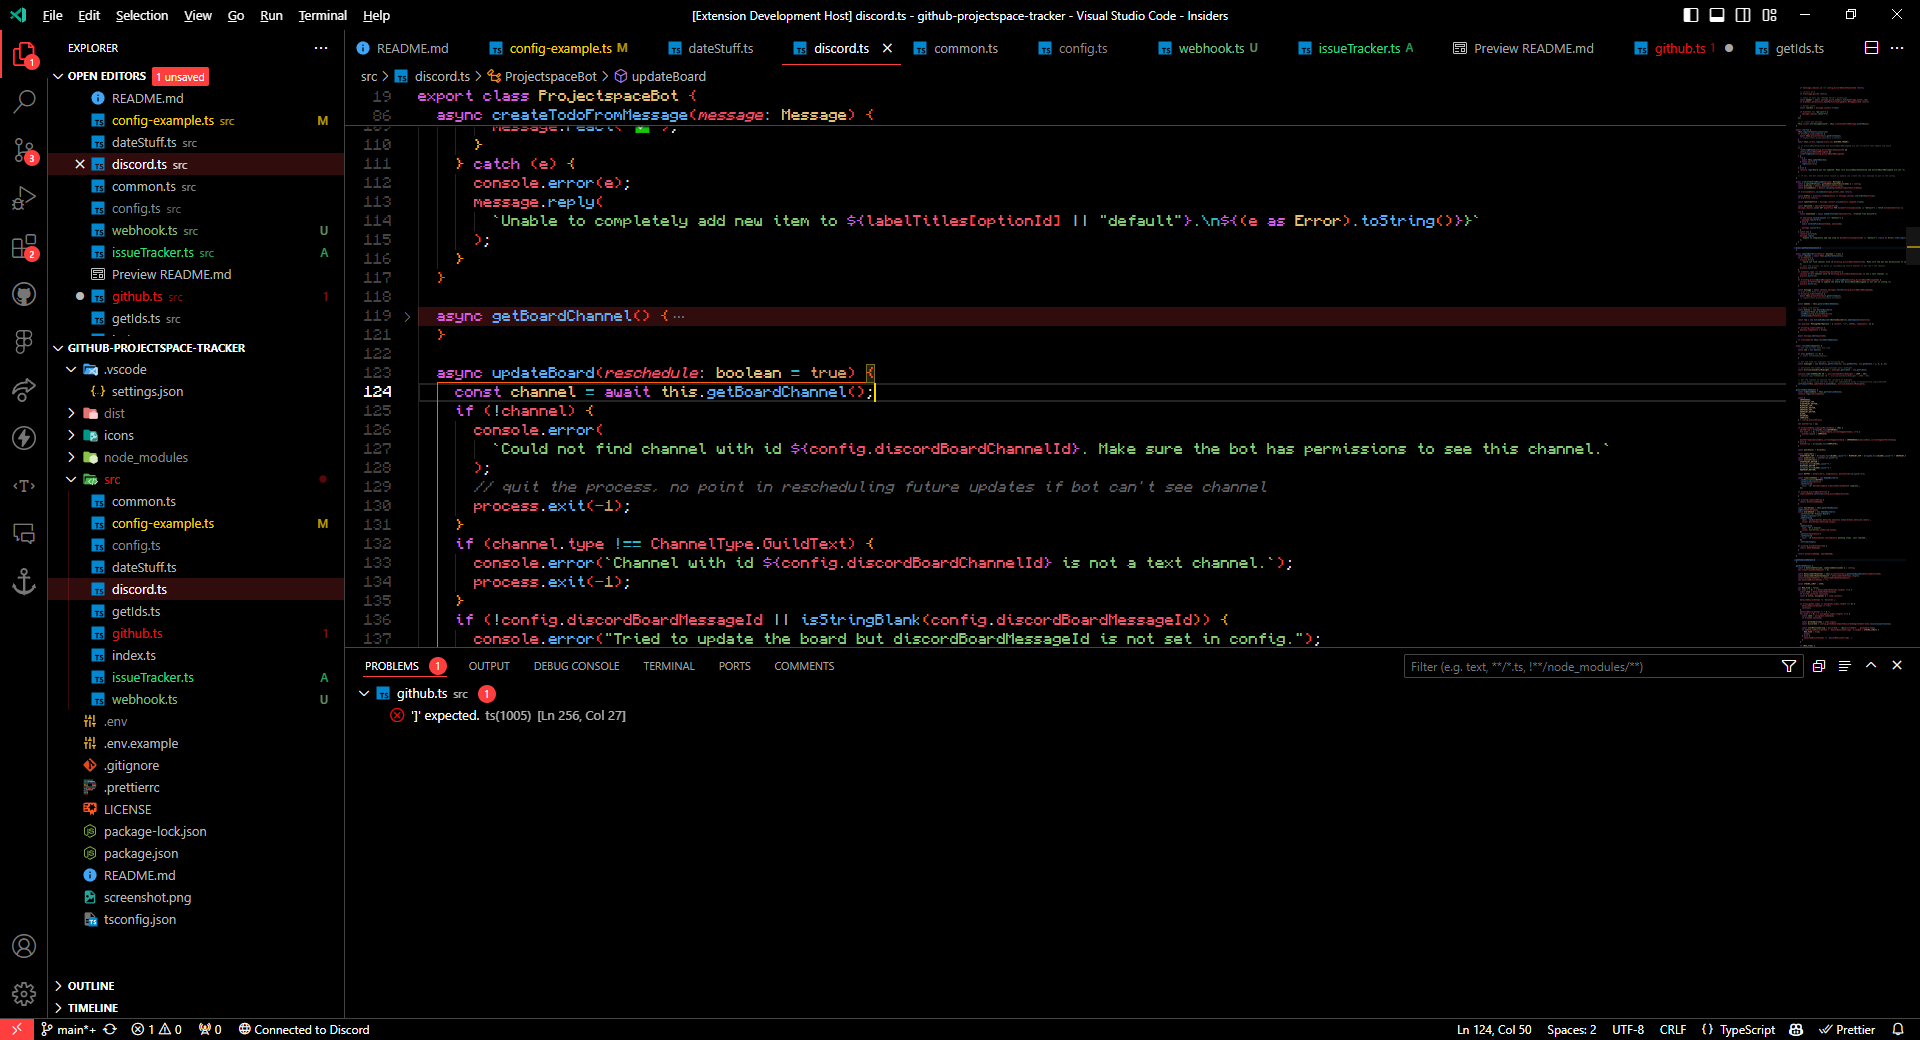 File Edit Selection View Go Run Terminal Help
[Extension Development Host] discord.ts - github-projectspace-tracker - Visual Studio Code - Insiders
EXPLORER
README.md
config-example.ts M
dateStuff.ts
discord.ts
common.ts
config.ts
webhook.ts U
issueTracker.ts A
Preview README.md
github.ts 1
getIds.ts
OPEN EDITORS 1 unsaved
README.md
config-example.ts src M
dateStuff.ts src
discord.ts src
common.ts src
config.ts src
webhook.ts src U
issueTracker.ts src A
Preview README.md
github.ts src 1
getIds.ts src
GITHUB-PROJECTSPACE-TRACKER
.vscode
settings.json
dist
icons
node_modules
src
common.ts
config-example.ts M
config.ts
dateStuff.ts
discord.ts
getIds.ts
github.ts 1
index.ts
issueTracker.ts A
webhook.ts U
.env
.env.example
.gitignore
.prettierrc
LICENSE
package-lock.json
package.json
README.md
screenshot.png
tsconfig.json
OUTLINE
TIMELINE
1
3
2
src > discord.ts > ProjectspaceBot > updateBoard
19 export class ProjectspaceBot {
86 async createTodoFromMessage(message: Message) {
109 message.react("✅");
110 }
111 } catch (e) {
112 console.error(e);
113 message.reply(
114 `Unable to completely add new item to ${labelTitles[optionId] || "default"}.\n${(e as Error).toString()}}`
115 );
116 }
117 }
118
119 async getBoardChannel() { ...
121 }
122
123 async updateBoard(reschedule: boolean = true) {
124 const channel = await this.getBoardChannel();
125 if (!channel) {
126 console.error(
127 `Could not find channel with id ${config.discordBoardChannelId}. Make sure the bot has permissions to see this channel.`
128 );
129 // quit the process, no point in rescheduling future updates if bot can't see channel
130 process.exit(-1);
131 }
132 if (channel.type !== ChannelType.GuildText) {
133 console.error(`Channel with id ${config.discordBoardChannelId} is not a text channel.`);
134 process.exit(-1);
135 }
136 if (!config.discordBoardMessageId || isStringBlank(config.discordBoardMessageId)) {
137 console.error("Tried to update the board but discordBoardMessageId is not set in config.");
PROBLEMS 1 OUTPUT DEBUG CONSOLE TERMINAL PORTS COMMENTS
Filter (e.g. text, **/*.ts, !**/node_modules/**)
github.ts src 1
']' expected. ts(1005) [Ln 256, Col 27]
main*+ 1 0 0 Connected to Discord
Ln 124, Col 50 Spaces: 2 UTF-8 CRLF {} TypeScript Prettier